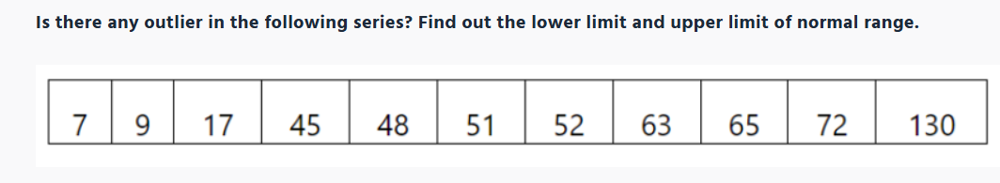 Is there any outlier in the following series? Find out the lower limit and upper limit of normal range.
7 9 17 45 48 51 52 63 65 72 130